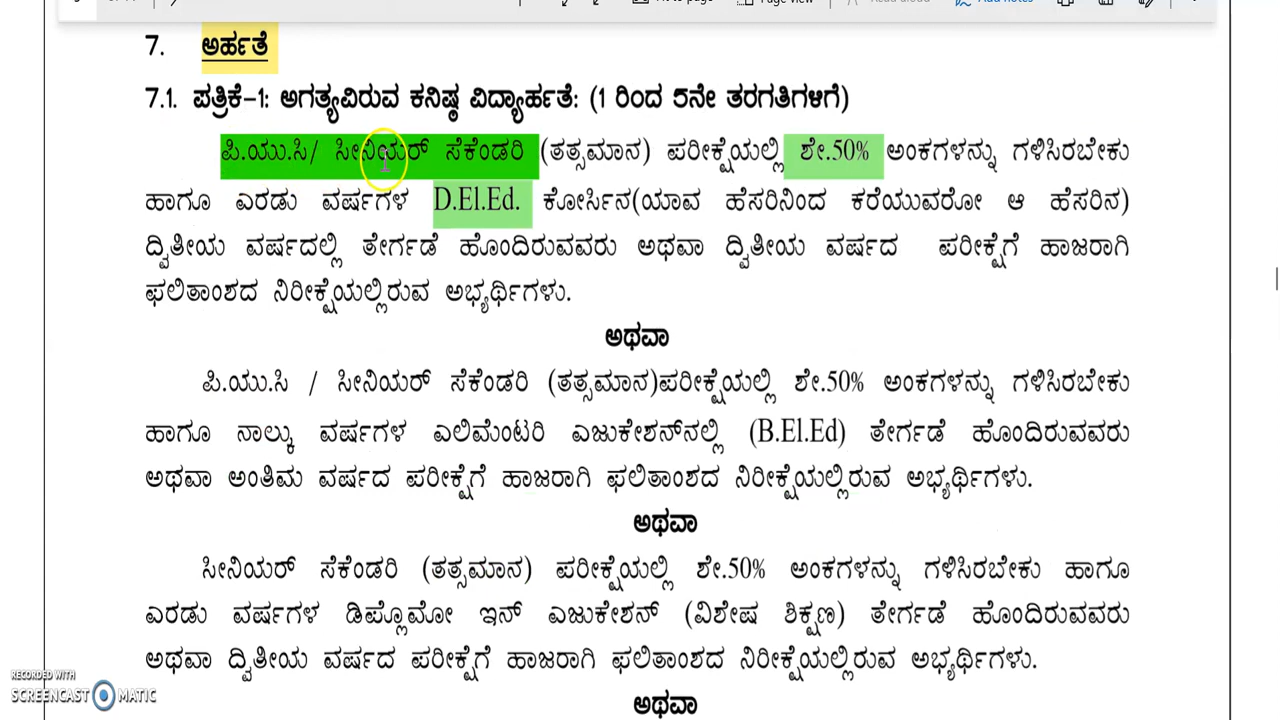 7. ಅರ್ಹತೆ
7.1. ಪತ್ರಿಕೆ-1: ಅಗತ್ಯವಿರುವ ಕನಿಷ್ಠ ವಿದ್ಯಾರ್ಹತೆ: (1 ರಿಂದ 5ನೇ ತರಗತಿಗಳಿಗೆ)
ಪಿ.ಯು.ಸಿ/ ಸೀನಿಯರ್ ಸೆಕೆಂಡರಿ (ತತ್ಸಮಾನ) ಪರೀಕ್ಷೆಯಲ್ಲಿ ಶೇ.50% ಅಂಕಗಳನ್ನು ಗಳಿಸಿರಬೇಕು
ಹಾಗೂ ಎರಡು ವರ್ಷಗಳ D.El.Ed. ಕೋರ್ಸಿನ(ಯಾವ ಹೆಸರಿನಿಂದ ಕರೆಯುವರೋ ಆ ಹೆಸರಿನ)
ದ್ವಿತೀಯ ವರ್ಷದಲ್ಲಿ ತೇರ್ಗಡೆ ಹೊಂದಿರುವವರು ಅಥವಾ ದ್ವಿತೀಯ ವರ್ಷದ ಪರೀಕ್ಷೆಗೆ ಹಾಜರಾಗಿ
ಫಲಿತಾಂಶದ ನಿರೀಕ್ಷೆಯಲ್ಲಿರುವ ಅಭ್ಯರ್ಥಿಗಳು.
ಅಥವಾ
ಪಿ.ಯು.ಸಿ / ಸೀನಿಯರ್ ಸೆಕೆಂಡರಿ (ತತ್ಸಮಾನ)ಪರೀಕ್ಷೆಯಲ್ಲಿ ಶೇ.50% ಅಂಕಗಳನ್ನು ಗಳಿಸಿರಬೇಕು
ಹಾಗೂ ನಾಲ್ಕು ವರ್ಷಗಳ ಎಲಿಮೆಂಟರಿ ಎಜುಕೇಶನ್‌ನಲ್ಲಿ (B.El.Ed) ತೇರ್ಗಡೆ ಹೊಂದಿರುವವರು
ಅಥವಾ ಅಂತಿಮ ವರ್ಷದ ಪರೀಕ್ಷೆಗೆ ಹಾಜರಾಗಿ ಫಲಿತಾಂಶದ ನಿರೀಕ್ಷೆಯಲ್ಲಿರುವ ಅಭ್ಯರ್ಥಿಗಳು.
ಅಥವಾ
ಸೀನಿಯರ್ ಸೆಕೆಂಡರಿ (ತತ್ಸಮಾನ) ಪರೀಕ್ಷೆಯಲ್ಲಿ ಶೇ.50% ಅಂಕಗಳನ್ನು ಗಳಿಸಿರಬೇಕು ಹಾಗೂ
ಎರಡು ವರ್ಷಗಳ ಡಿಪ್ಲೊಮೋ ಇನ್ ಎಜುಕೇಶನ್ (ವಿಶೇಷ ಶಿಕ್ಷಣ) ತೇರ್ಗಡೆ ಹೊಂದಿರುವವರು
ಅಥವಾ ದ್ವಿತೀಯ ವರ್ಷದ ಪರೀಕ್ಷೆಗೆ ಹಾಜರಾಗಿ ಫಲಿತಾಂಶದ ನಿರೀಕ್ಷೆಯಲ್ಲಿರುವ ಅಭ್ಯರ್ಥಿಗಳು.
ಅಥವಾ
RECORDED WITH
SCREENCAST MATIC